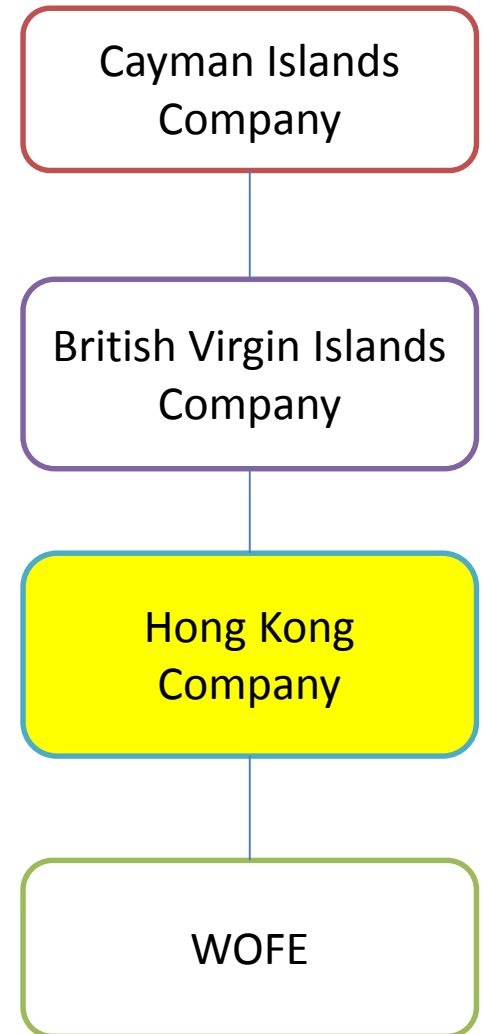 Cayman Islands
Company
British Virgin Islands
Company
Hong Kong
Company
WOFE